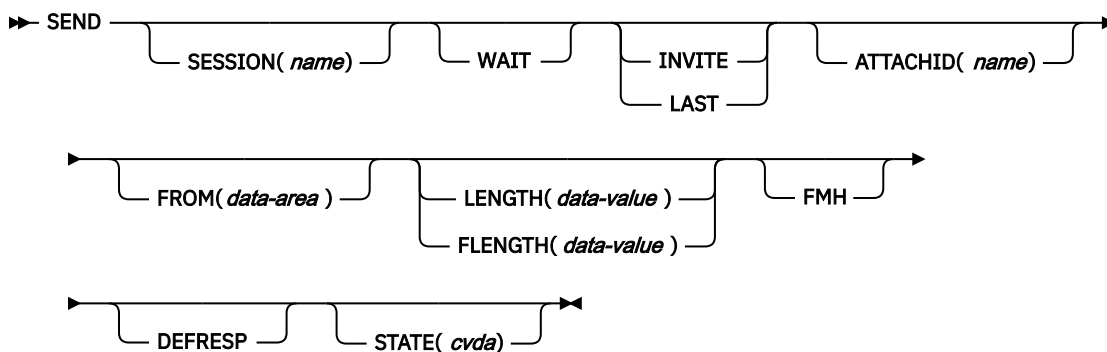 SEND
SESSION( name) WAIT INVITE ATTACHID( name)
LAST
FROM(data-area ) LENGTH(data-value ) FMH
FLENGTH(data-value )
DEFRESP STATE( cvda)